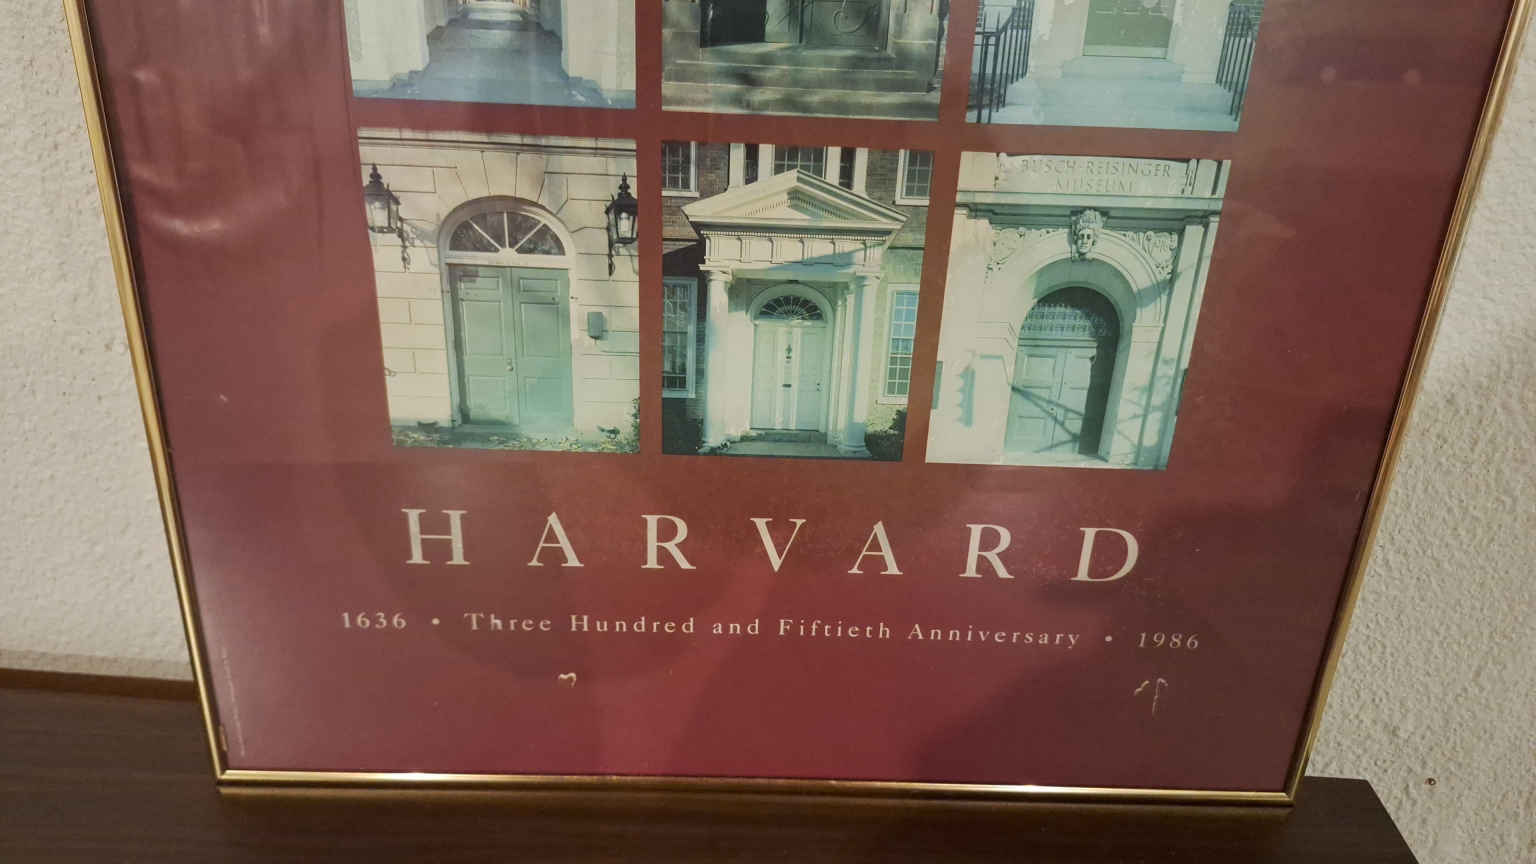 BUSCH-REISINGER
MUSEUM
HARVARD
1636 • Three Hundred and Fiftieth Anniversary • 1986